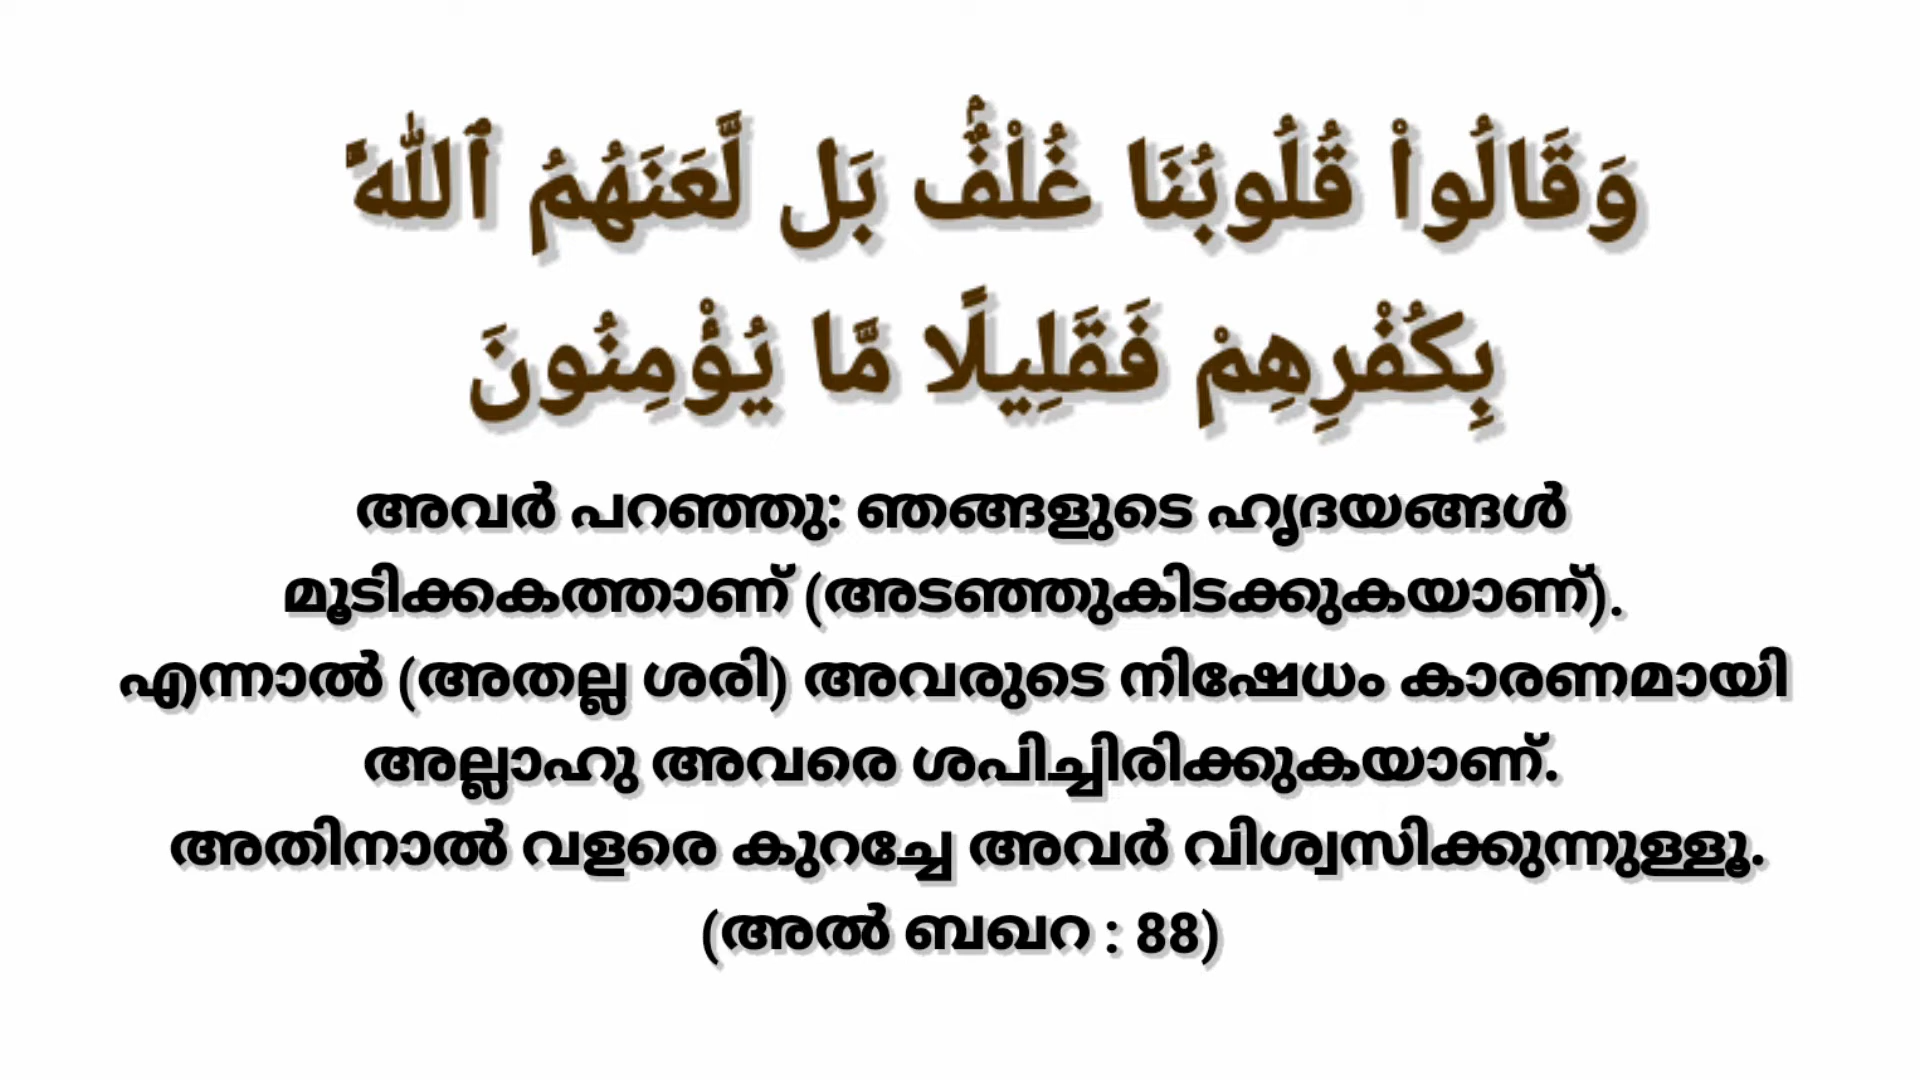 وَقَالُوا۟ قُلُوبُنَا غُلْفٌۢ بَل لَّعَنَهُمُ ٱللَّهُ
بِكُفْرِهِمْ فَقَلِيلًا مَّا يُؤْمِنُونَ
അവർ പറഞ്ഞു: ഞങ്ങളുടെ ഹൃദയങ്ങൾ
മൂടിക്കകത്താണ് (അടഞ്ഞുകിടക്കുകയാണ്).
എന്നാൽ (അതല്ല ശരി) അവരുടെ നിഷേധം കാരണമായി
അല്ലാഹു അവരെ ശപിച്ചിരിക്കുകയാണ്.
അതിനാൽ വളരെ കുറച്ചേ അവർ വിശ്വസിക്കുന്നുള്ളൂ.
(അൽ ബഖറ : 88)